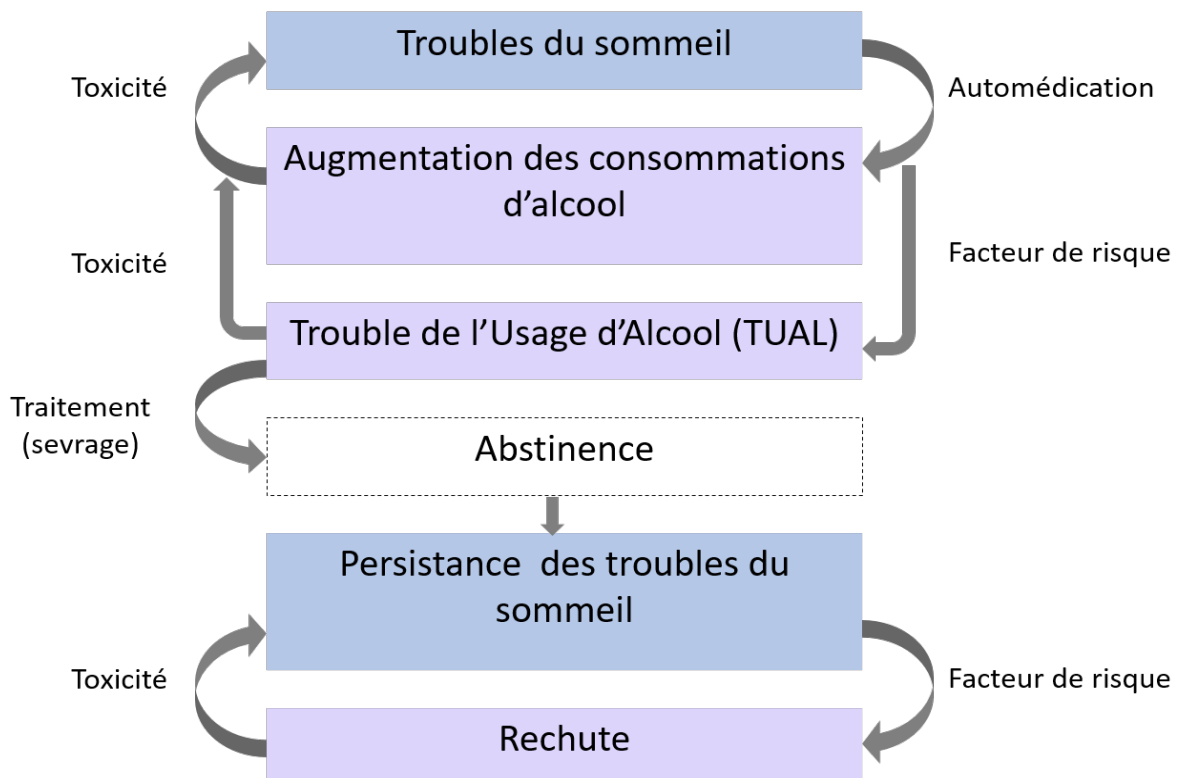 Troubles du sommeil
Toxicité
Automédication
Augmentation des consommations
d’alcool
Toxicité
Facteur de risque
Trouble de l’Usage d’Alcool (TUAL)
Traitement
(sevrage)
Abstinence
Persistance  des troubles du
sommeil
Toxicité
Facteur de risque
Rechute